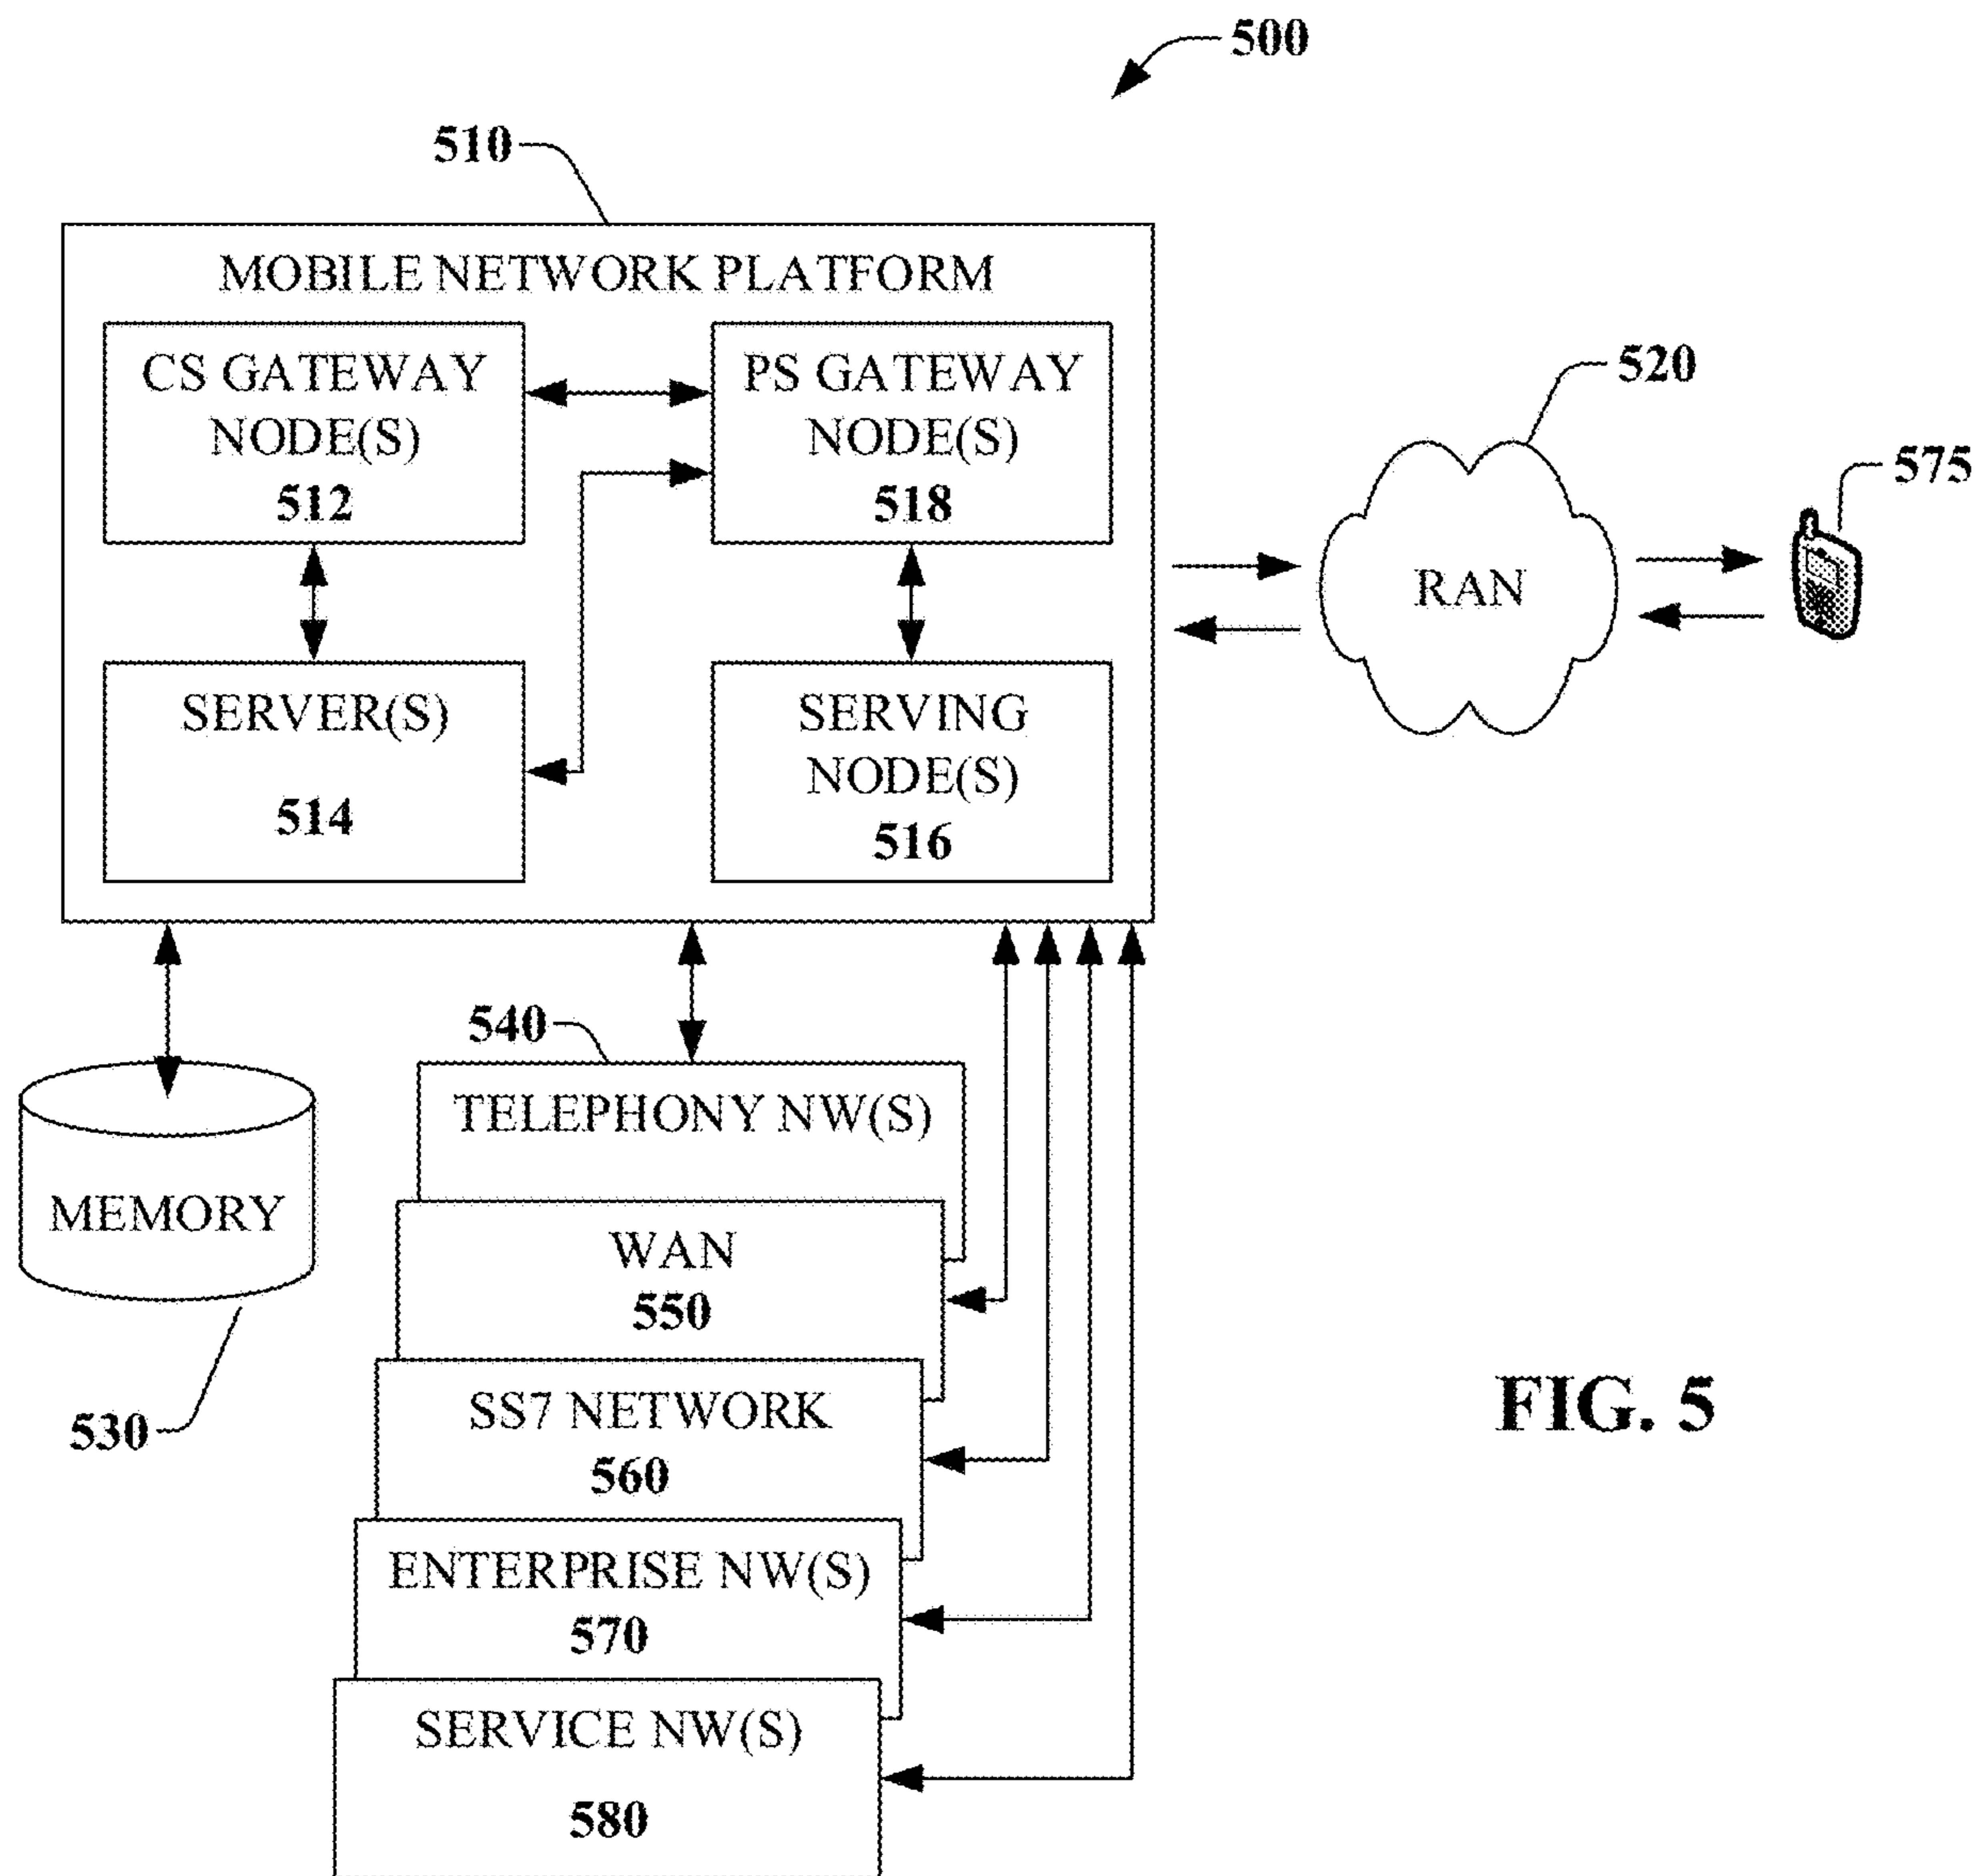 500
510
MOBILE NETWORK PLATFORM
CS GATEWAY
NODE(S)
512
PS GATEWAY
NODE(S)
518
SERVER(S)
514
SERVING
NODE(S)
516
520
RAN
575
540
TELEPHONY NW(S)
MEMORY
530
WAN
550
SS7 NETWORK
560
ENTERPRISE NW(S)
570
SERVICE NW(S)
580
FIG. 5